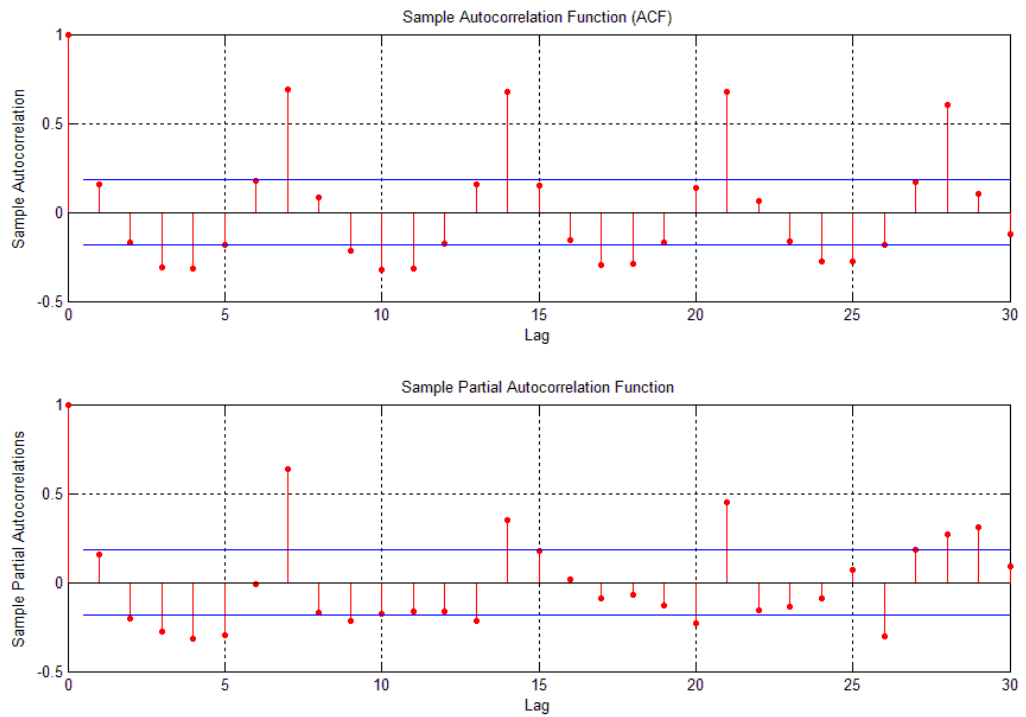 Sample Autocorrelation Function (ACF)
1
0.5
0
-0.5
Sample Autocorrelation
0 5 10 15 20 25 30
Lag
Sample Partial Autocorrelation Function
1
0.5
0
-0.5
Sample Partial Autocorrelations
0 5 10 15 20 25 30
Lag